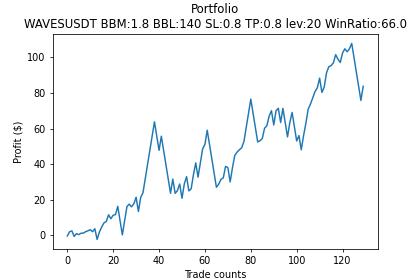 Portfolio
WAVESUSDT BBM:1.8 BBL:140 SL:0.8 TP:0.8 lev:20 WinRatio:66.0
Profit ($)
100
80
60
40
20
0
0 20 40 60 80 100 120
Trade counts